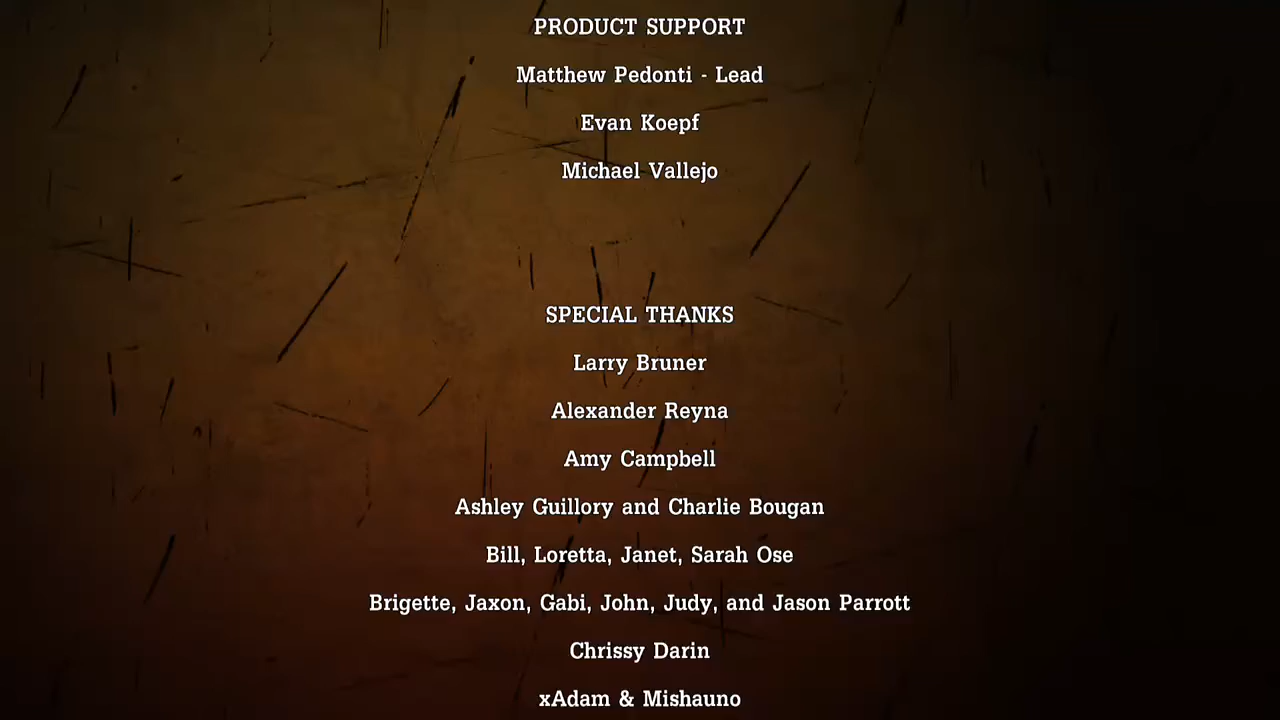 PRODUCT SUPPORT
Matthew Pedonti - Lead
Evan Koepf
Michael Vallejo
SPECIAL THANKS
Larry Bruner
Alexander Reyna
Amy Campbell
Ashley Guillory and Charlie Bougan
Bill, Loretta, Janet, Sarah Ose
Brigette, Jaxon, Gabi, John, Judy, and Jason Parrott
Chrissy Darin
xAdam & Mishauno